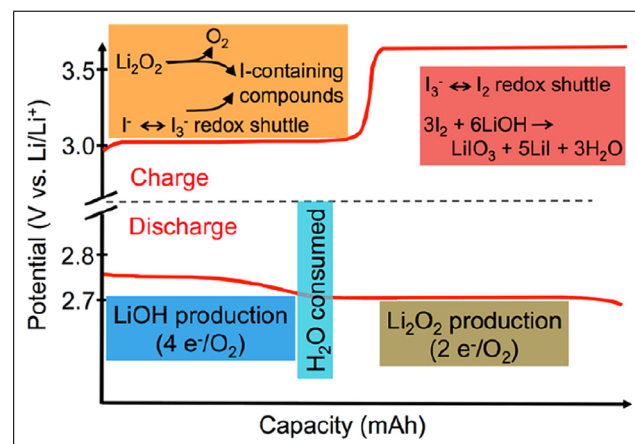 Potential (V vs. Li/Li⁺)
3.5
3.0
2.8
2.7
O₂
Li₂O₂
I-containing
compounds
I⁻ ↔ I₃⁻ redox shuttle
I₃⁻ ↔ I₂ redox shuttle
3I₂ + 6LiOH →
LiIO₃ + 5LiI + 3H₂O
Charge
Discharge
LiOH production
(4 e⁻/O₂)
H₂O consumed
Li₂O₂ production
(2 e⁻/O₂)
Capacity (mAh)